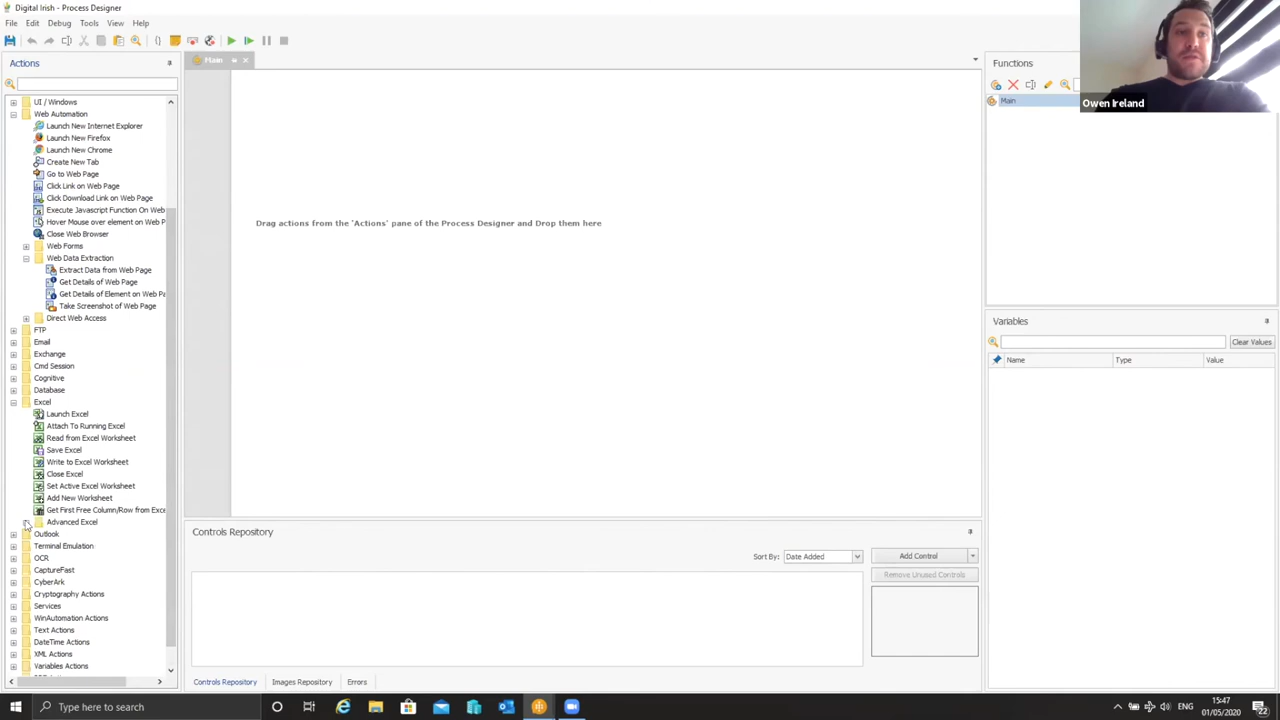 Digital Irish - Process Designer
File Edit Debug Tools View Help
Actions
Main
Functions
Main
Owen Ireland
UI / Windows
Web Automation
Launch New Internet Explorer
Launch New Firefox
Launch New Chrome
Create New Tab
Go to Web Page
Click Link on Web Page
Click Download Link on Web Page
Execute Javascript Function On Web
Hover Mouse over element on Web P
Close Web Browser
Web Forms
Web Data Extraction
Extract Data from Web Page
Get Details of Web Page
Get Details of Element on Web Pa
Take Screenshot of Web Page
Direct Web Access
FTP
Email
Exchange
Cmd Session
Cognitive
Database
Excel
Launch Excel
Attach To Running Excel
Read from Excel Worksheet
Save Excel
Write to Excel Worksheet
Close Excel
Set Active Excel Worksheet
Add New Worksheet
Get First Free Column/Row from Exce
Advanced Excel
Outlook
Terminal Emulation
OCR
CaptureFast
CyberArk
Cryptography Actions
Services
WinAutomation Actions
Text Actions
DateTime Actions
XML Actions
Variables Actions
Drag actions from the 'Actions' pane of the Process Designer and Drop them here
Variables
Clear Values
Name Type Value
Controls Repository
Sort By: Date Added
Add Control
Remove Unused Controls
Controls Repository Images Repository Errors
Type here to search
ENG
15:47
01/05/2020
22